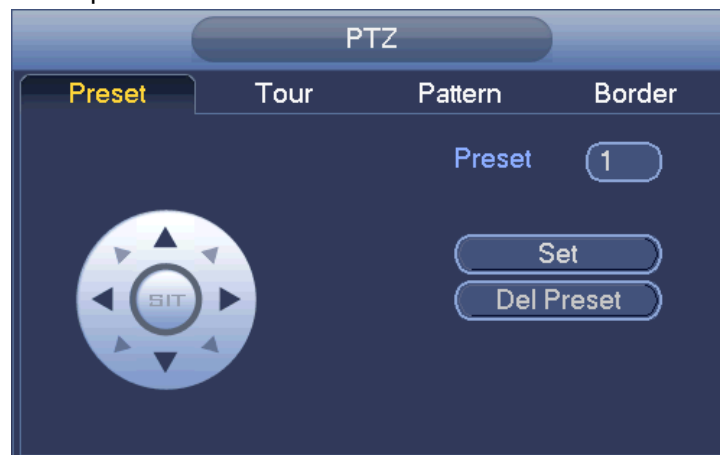 PTZ
Preset Tour Pattern Border
Preset 1
Set
SIT
Del Preset